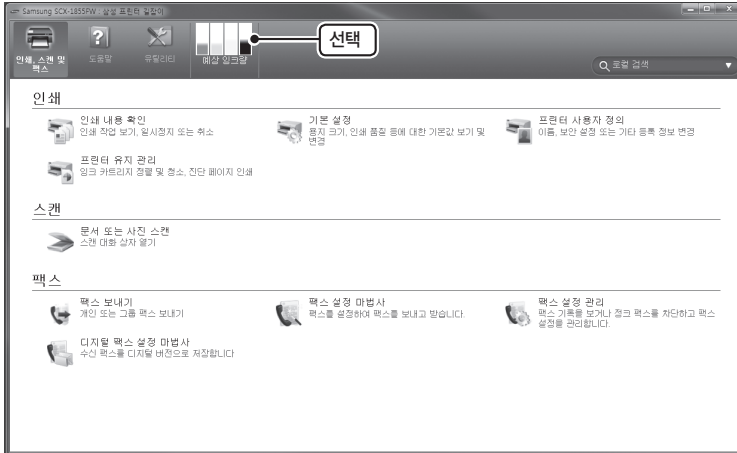 Samsung SCX-1855FW . 삼성 프린터 길잡이
인쇄, 스캔 및
팩스
도움말
유틸리티
예상 잉크량
선택
로컬 검색
인쇄
인쇄 내용 확인
인쇄 작업 보기, 일시정지 또는 취소
기본 설정
용지 크기, 인쇄 품질 등에 대한 기본값 보기 및
변경
프린터 사용자 정의
이름, 보안 설정 또는 기타 등록 정보 변경
프린터 유지 관리
잉크 카트리지 정렬 및 청소, 진단 페이지 인쇄
스캔
문서 또는 사진 스캔
스캔 대화 상자 열기
팩스
팩스 보내기
개인 또는 그룹 팩스 보내기
팩스 설정 마법사
팩스를 설정하여 팩스를 보내고 받습니다.
팩스 설정 관리
팩스 기록을 보거나 정크 팩스를 차단하고 팩스
설정을 관리합니다.
디지털 팩스 설정 마법사
수신 팩스를 디지털 버전으로 저장합니다